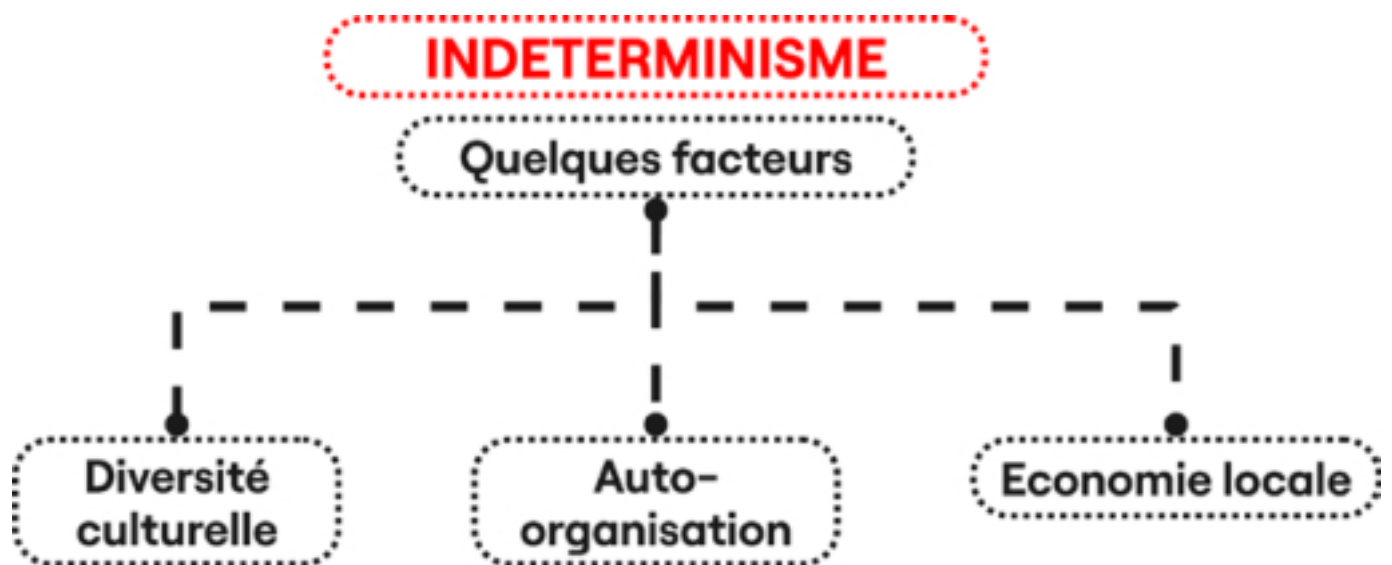 INDETERMINISME
Quelques facteurs
Diversité
culturelle
Auto-
organisation
Economie locale